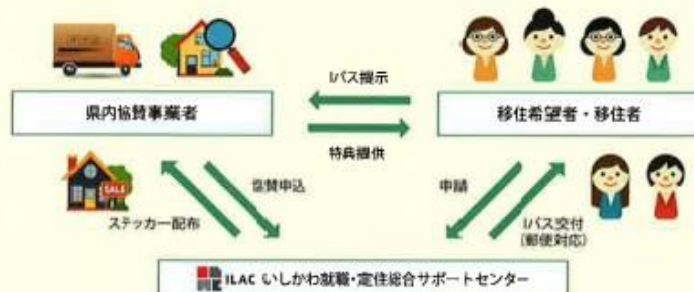 Iパス提示
県内協賛事業者
移住希望者・移住者
特典提供
SALE
協賛申込
申請
ステッカー配布
Iパス交付
(郵便対応)
ILAC いしかわ就職・定住総合サポートセンター